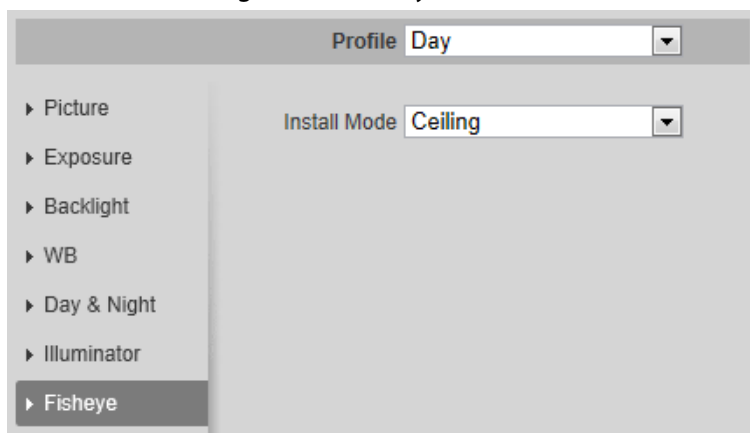 g
y
Profile Day
Picture
Install Mode Ceiling
Exposure
Backlight
WB
Day & Night
Illuminator
Fisheye